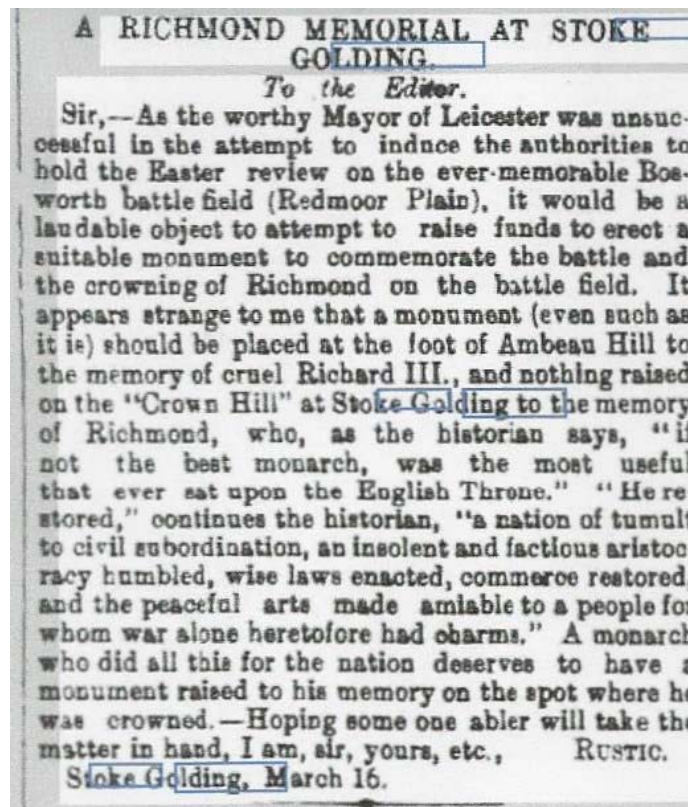 A RICHMOND MEMORIAL AT STOKE
GOLDING.
To the Editor.
Sir,—As the worthy Mayor of Leicester was unsuc-
cessful in the attempt to induce the authorities to
hold the Easter review on the ever-memorable Bos-
worth battle field (Redmoor Plain), it would be a
laudable object to attempt to raise funds to erect a
suitable monument to commemorate the battle and
the crowning of Richmond on the battle field. It
appears strange to me that a monument (even such as
it is) should be placed at the foot of Ambeau Hill to
the memory of cruel Richard III., and nothing raised
on the "Crown Hill" at Stoke Golding to the memory
of Richmond, who, as the historian says, "if
not the best monarch, was the most useful
that ever sat upon the English Throne." "He re
stored," continues the historian, "a nation of tumult
to civil subordination, an insolent and factious aristoc
racy humbled, wise laws enacted, commerce restored
and the peaceful arts made amiable to a people for
whom war alone heretofore had charms." A monarch
who did all this for the nation deserves to have a
monument raised to his memory on the spot where he
was crowned.—Hoping some one abler will take the
matter in hand, I am, sir, yours, etc., RUSTIC.
Stoke Golding, March 16.